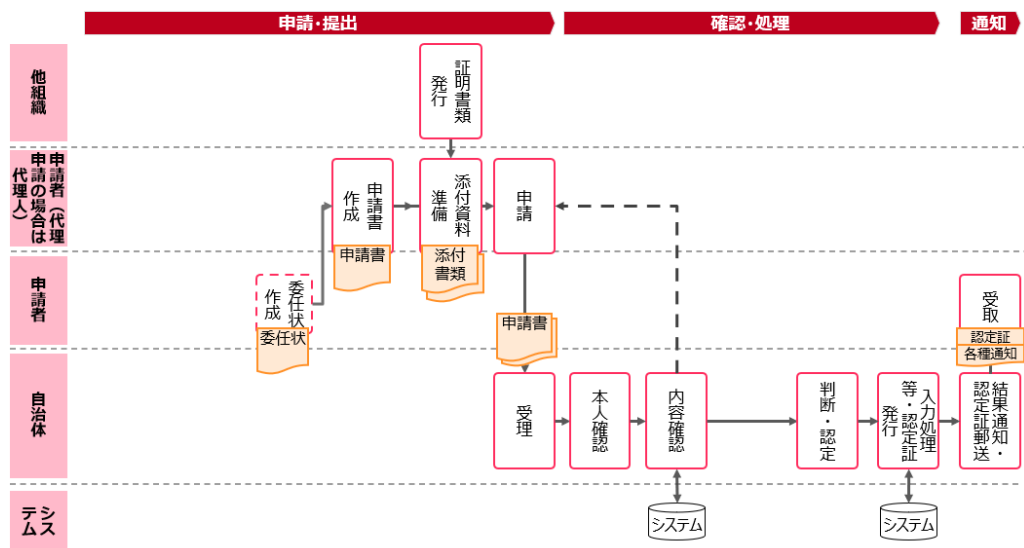 申請・提出
確認・処理
通知
他組織
証明書類
発行
申請者（代理
申請の場合は
代理人）
申請書
作成
添付資料
準備
申請
申請書
添付
書類
申請者
委任状
作成
委任状
申請書
受取
認定証
各種通知
自治体
受理
本人確認
内容確認
判断・認定
入力処理
等・認定証
発行
結果通知・
認定証郵送
シス
テム
システム
システム